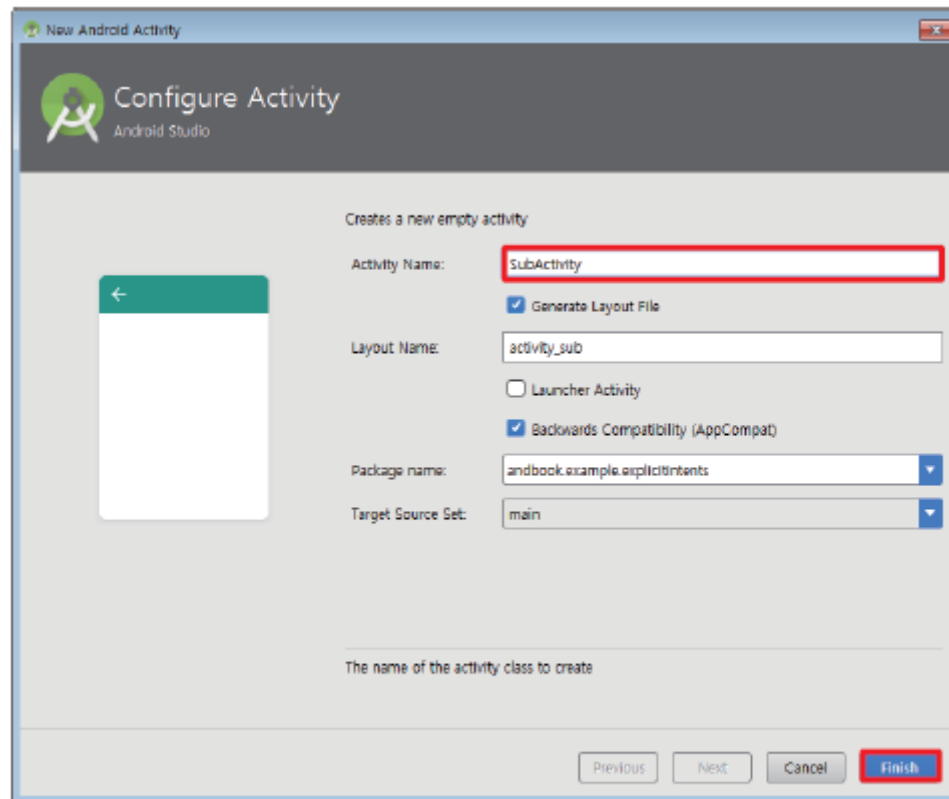 New Android Activity
Configure Activity
Android Studio
Creates a new empty activity
Activity Name: SubActivity
Generate Layout File
Layout Name: activity_sub
Launcher Activity
Backwards Compatibility (AppCompat)
Package name: andbook.example.explicitintents
Target Source Set: main
The name of the activity class to create
Previous Next Cancel Finish